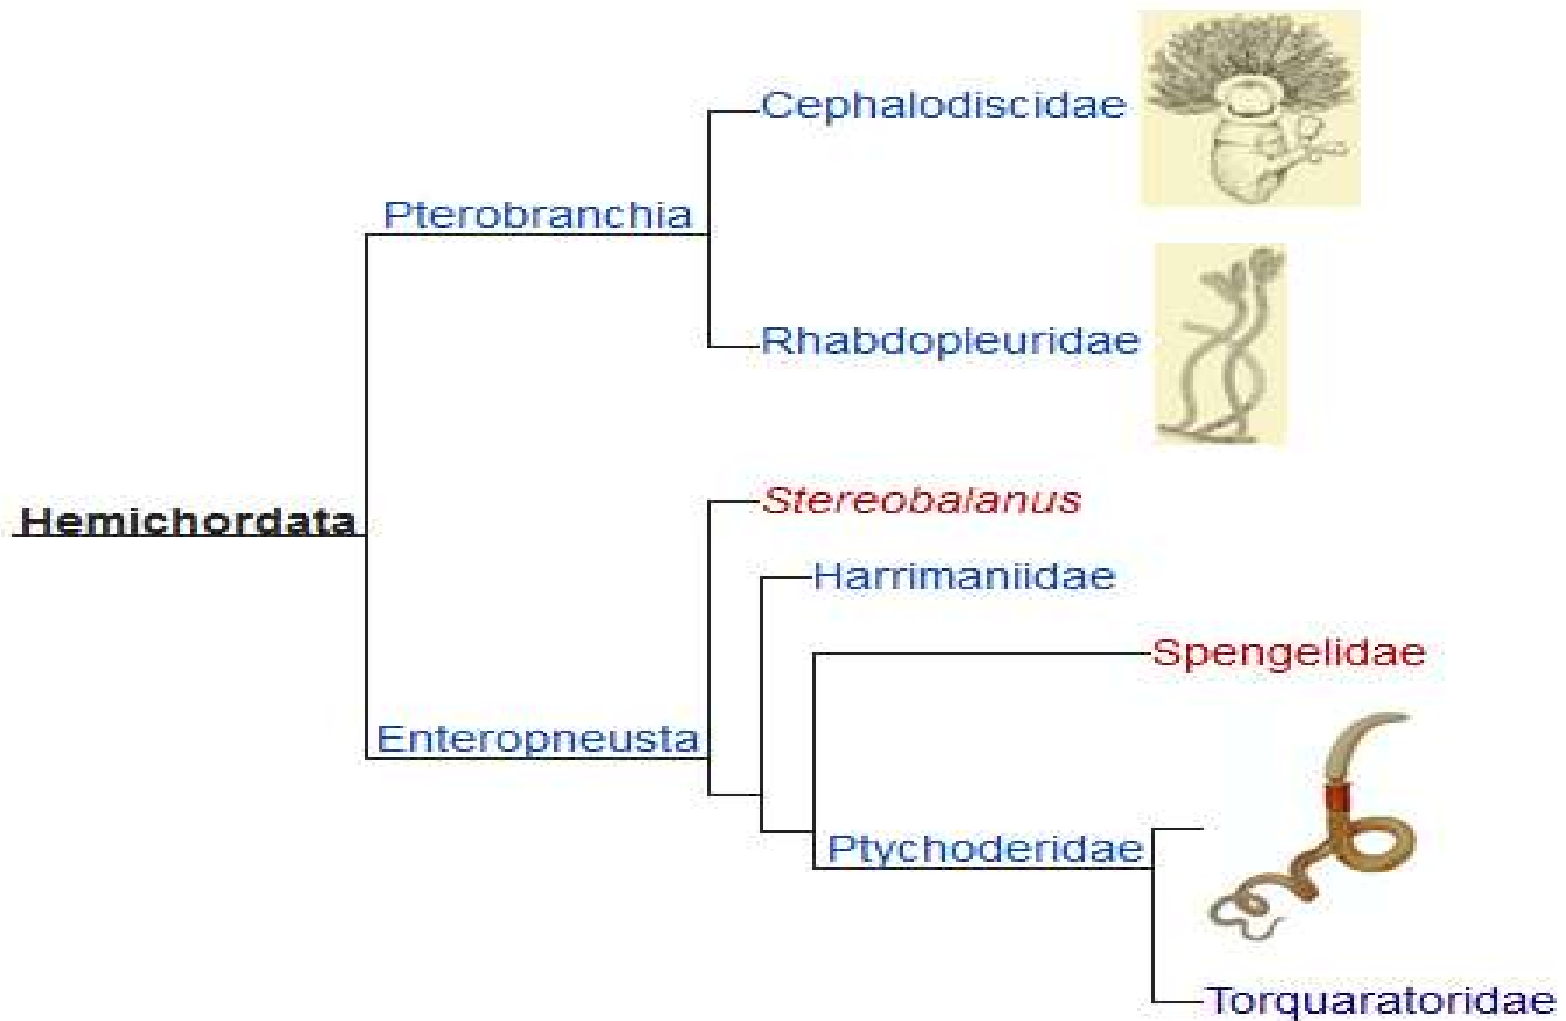 Cephalodiscidae
Pterobranchia
Rhabdopleuridae
Stereobalanus
Hemichordata
Harrimaniidae
Spengelidae
Enteropneusta
Ptychoderidae
Torquaratoridae